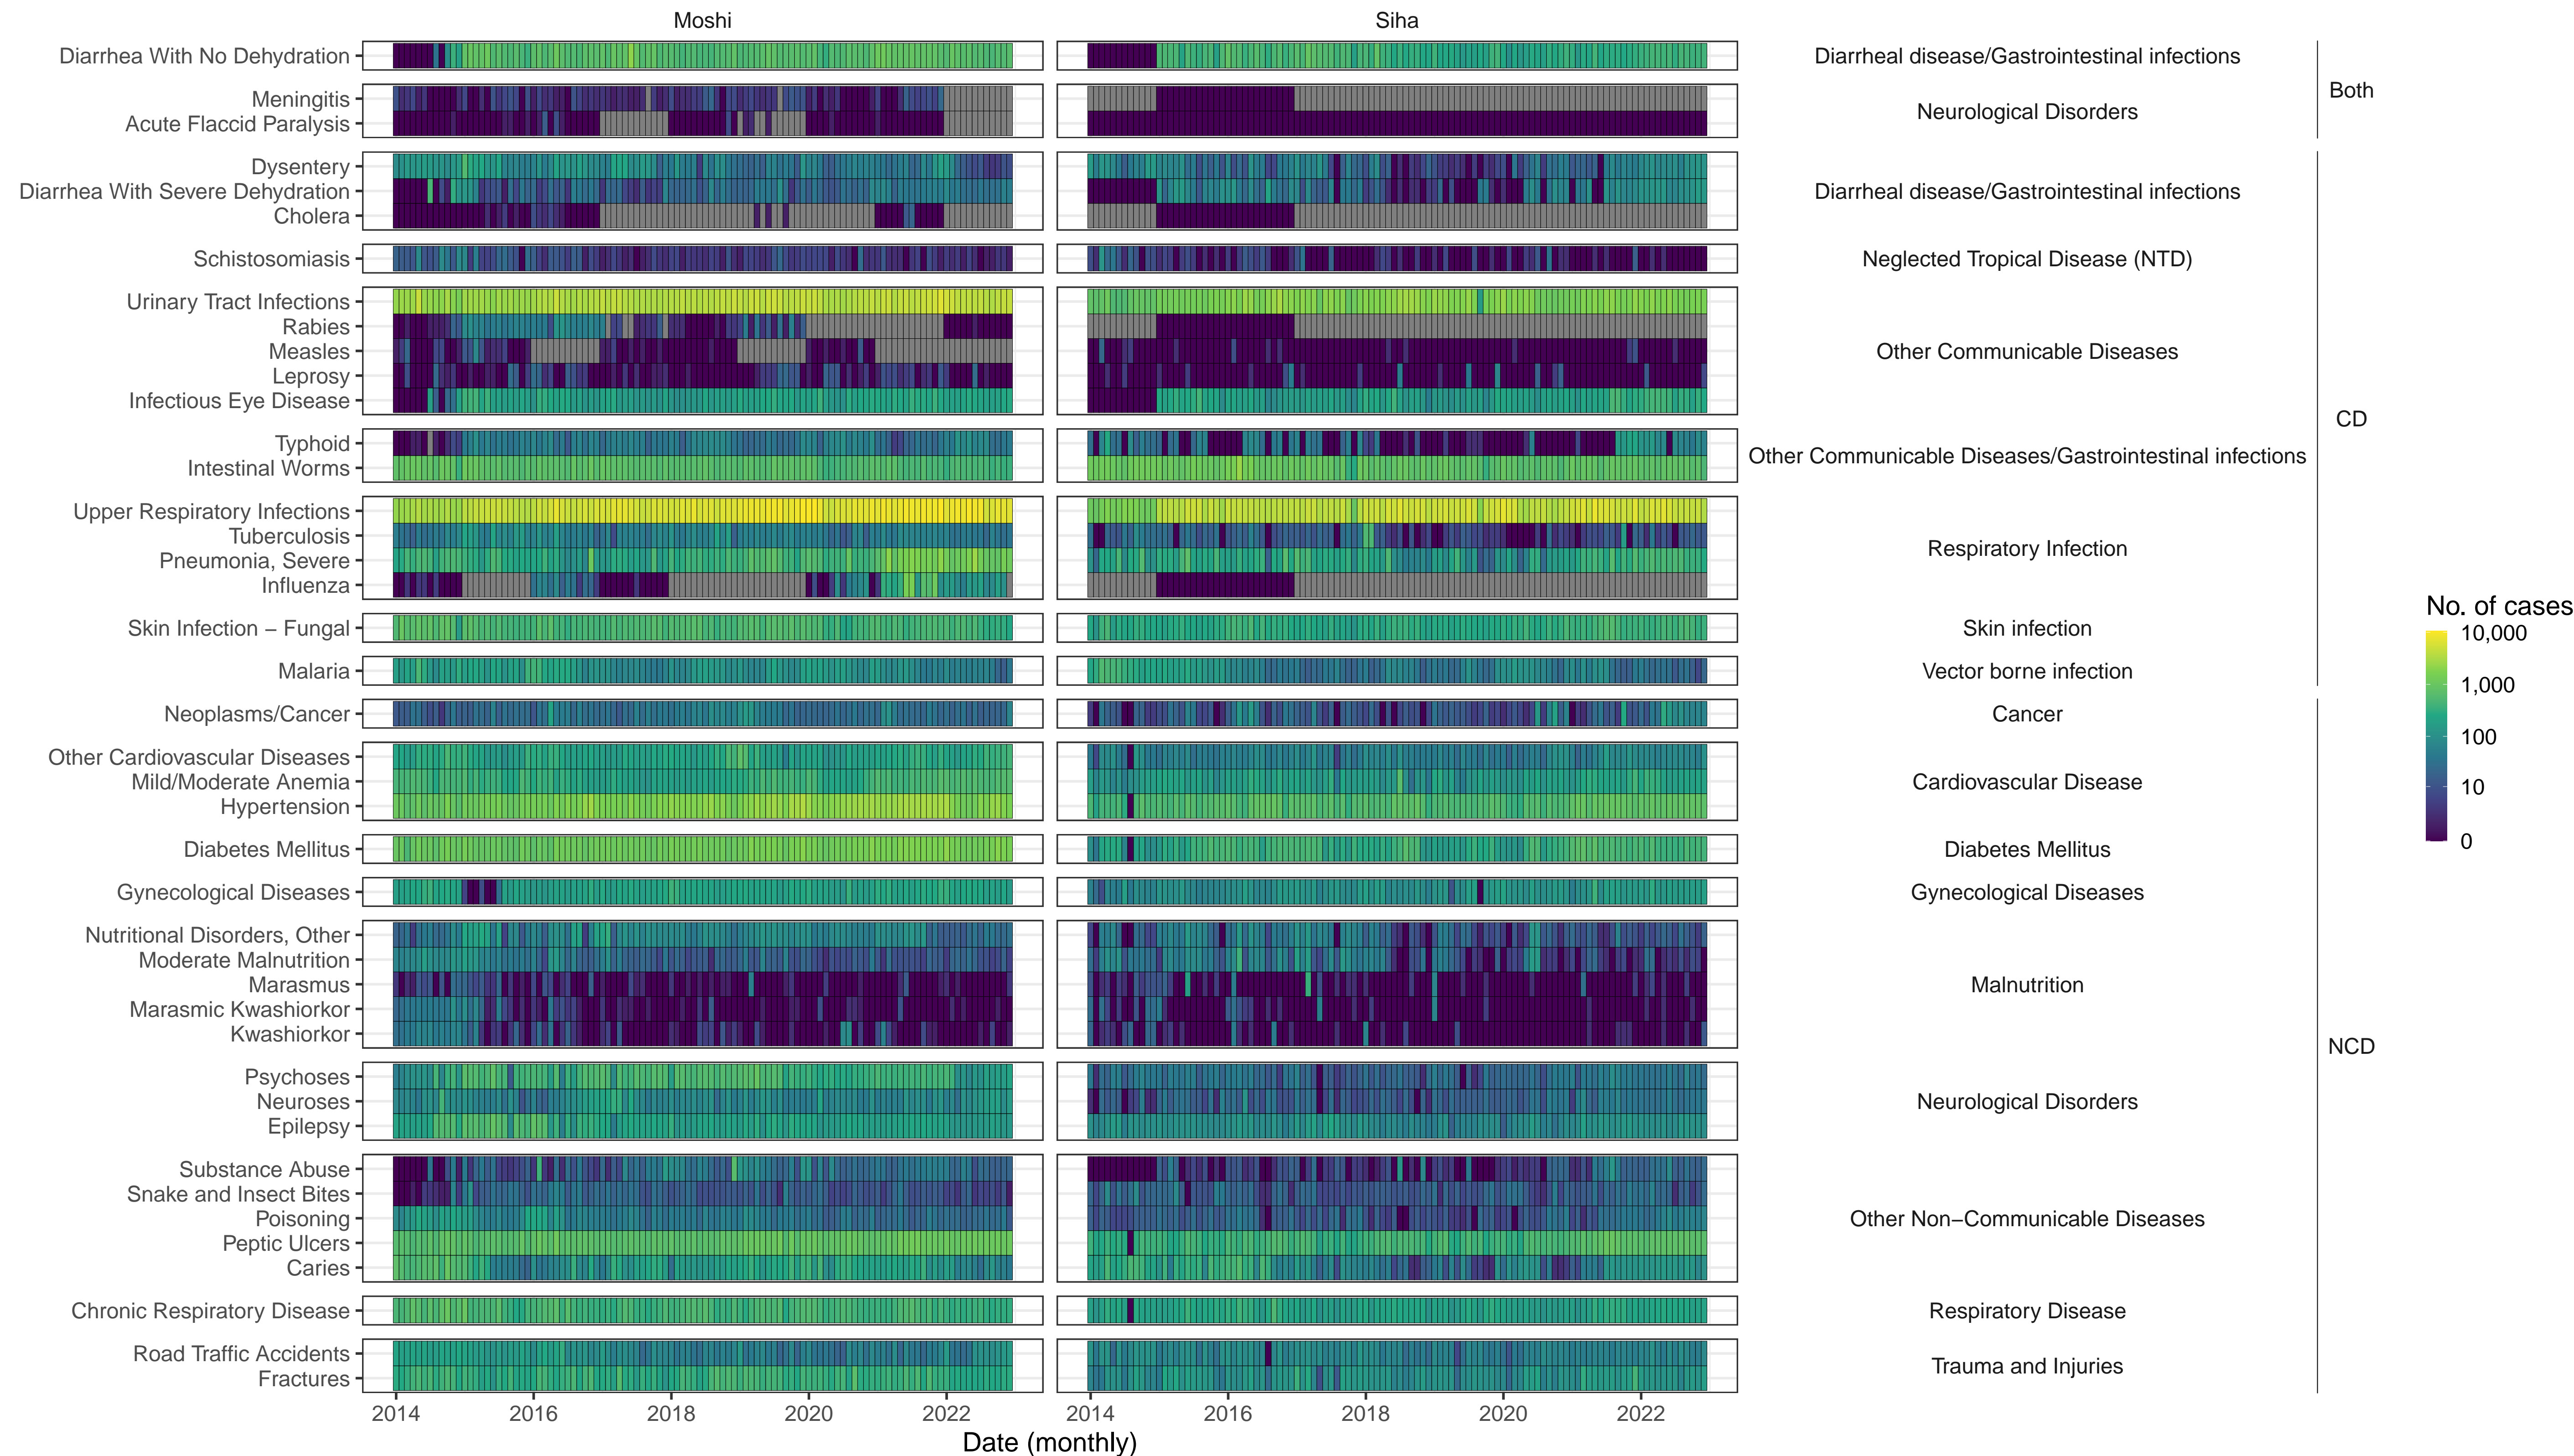 Moshi
Siha
Diarrhea With No Dehydration
Diarrheal disease/Gastrointestinal infections
Both
Meningitis
Acute Flaccid Paralysis
Neurological Disorders
Dysentery
Diarrhea With Severe Dehydration
Cholera
Diarrheal disease/Gastrointestinal infections
Schistosomiasis
Neglected Tropical Disease (NTD)
Urinary Tract Infections
Rabies
Measles
Leprosy
Infectious Eye Disease
Other Communicable Diseases
CD
Typhoid
Intestinal Worms
Other Communicable Diseases/Gastrointestinal infections
Upper Respiratory Infections
Tuberculosis
Pneumonia, Severe
Influenza
Respiratory Infection
Skin Infection − Fungal
Skin infection
Malaria
Vector borne infection
Neoplasms/Cancer
Cancer
Other Cardiovascular Diseases
Mild/Moderate Anemia
Hypertension
Cardiovascular Disease
Diabetes Mellitus
Diabetes Mellitus
Gynecological Diseases
Gynecological Diseases
Nutritional Disorders, Other
Moderate Malnutrition
Marasmus
Marasmic Kwashiorkor
Kwashiorkor
Malnutrition
NCD
Psychoses
Neuroses
Epilepsy
Neurological Disorders
Substance Abuse
Snake and Insect Bites
Poisoning
Peptic Ulcers
Caries
Other Non−Communicable Diseases
Chronic Respiratory Disease
Respiratory Disease
Road Traffic Accidents
Fractures
Trauma and Injuries
2014 2016 2018 2020 2022
2014 2016 2018 2020 2022
Date (monthly)
No. of cases
10,000
1,000
100
10
0